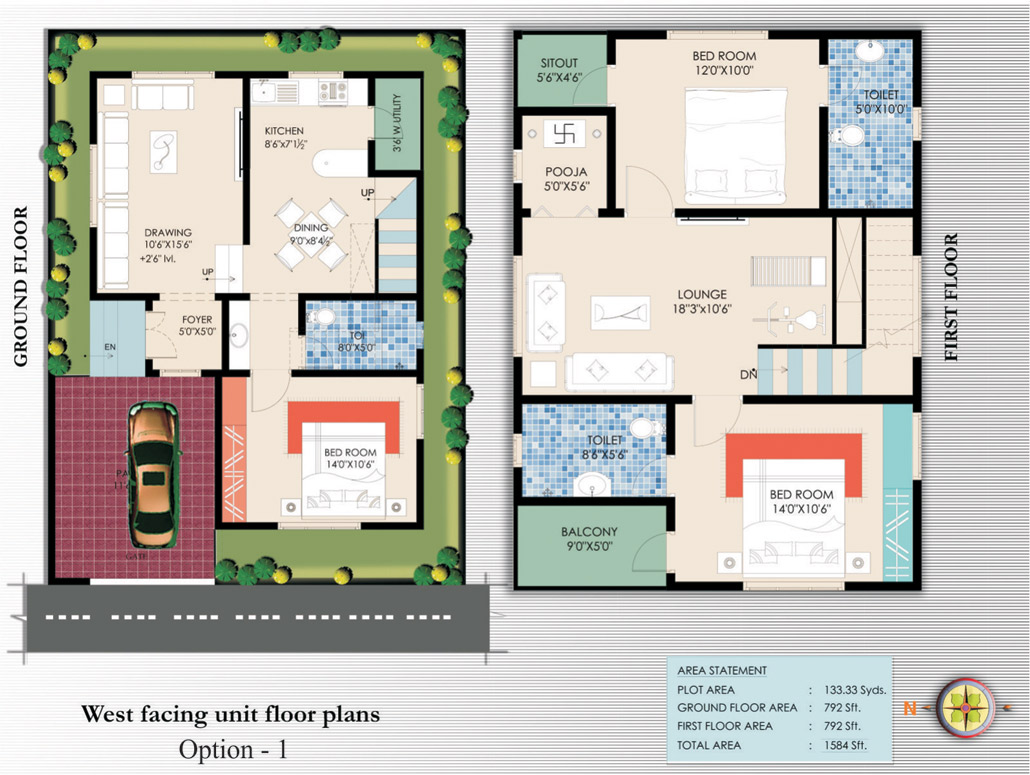 GROUND FLOOR
KITCHEN
8'6"x7'1½"
3'6" W.UTILITY
UP
DRAWING
10'6"X15'6"
+2'6" lvl.
DINING
9'0"x8'4½"
UP
FOYER
5'0"X5'0"
EN
TOI
8'0"X5'0"
BED ROOM
14'0"X10'6"
GATE
SITOUT
5'6"X4'6"
BED ROOM
12'0"X10'0"
TOILET
5'0"X10'0"
POOJA
5'0"X5'6"
LOUNGE
18'3"x10'6"
DN
TOILET
8'6"X5'6"
BED ROOM
14'0"X10'6"
BALCONY
9'0"X5'0"
FIRST FLOOR
West facing unit floor plans
Option - 1
AREA STATEMENT
PLOT AREA : 133.33 Syds.
GROUND FLOOR AREA : 792 Sft.
FIRST FLOOR AREA : 792 Sft.
TOTAL AREA : 1584 Sft.
N